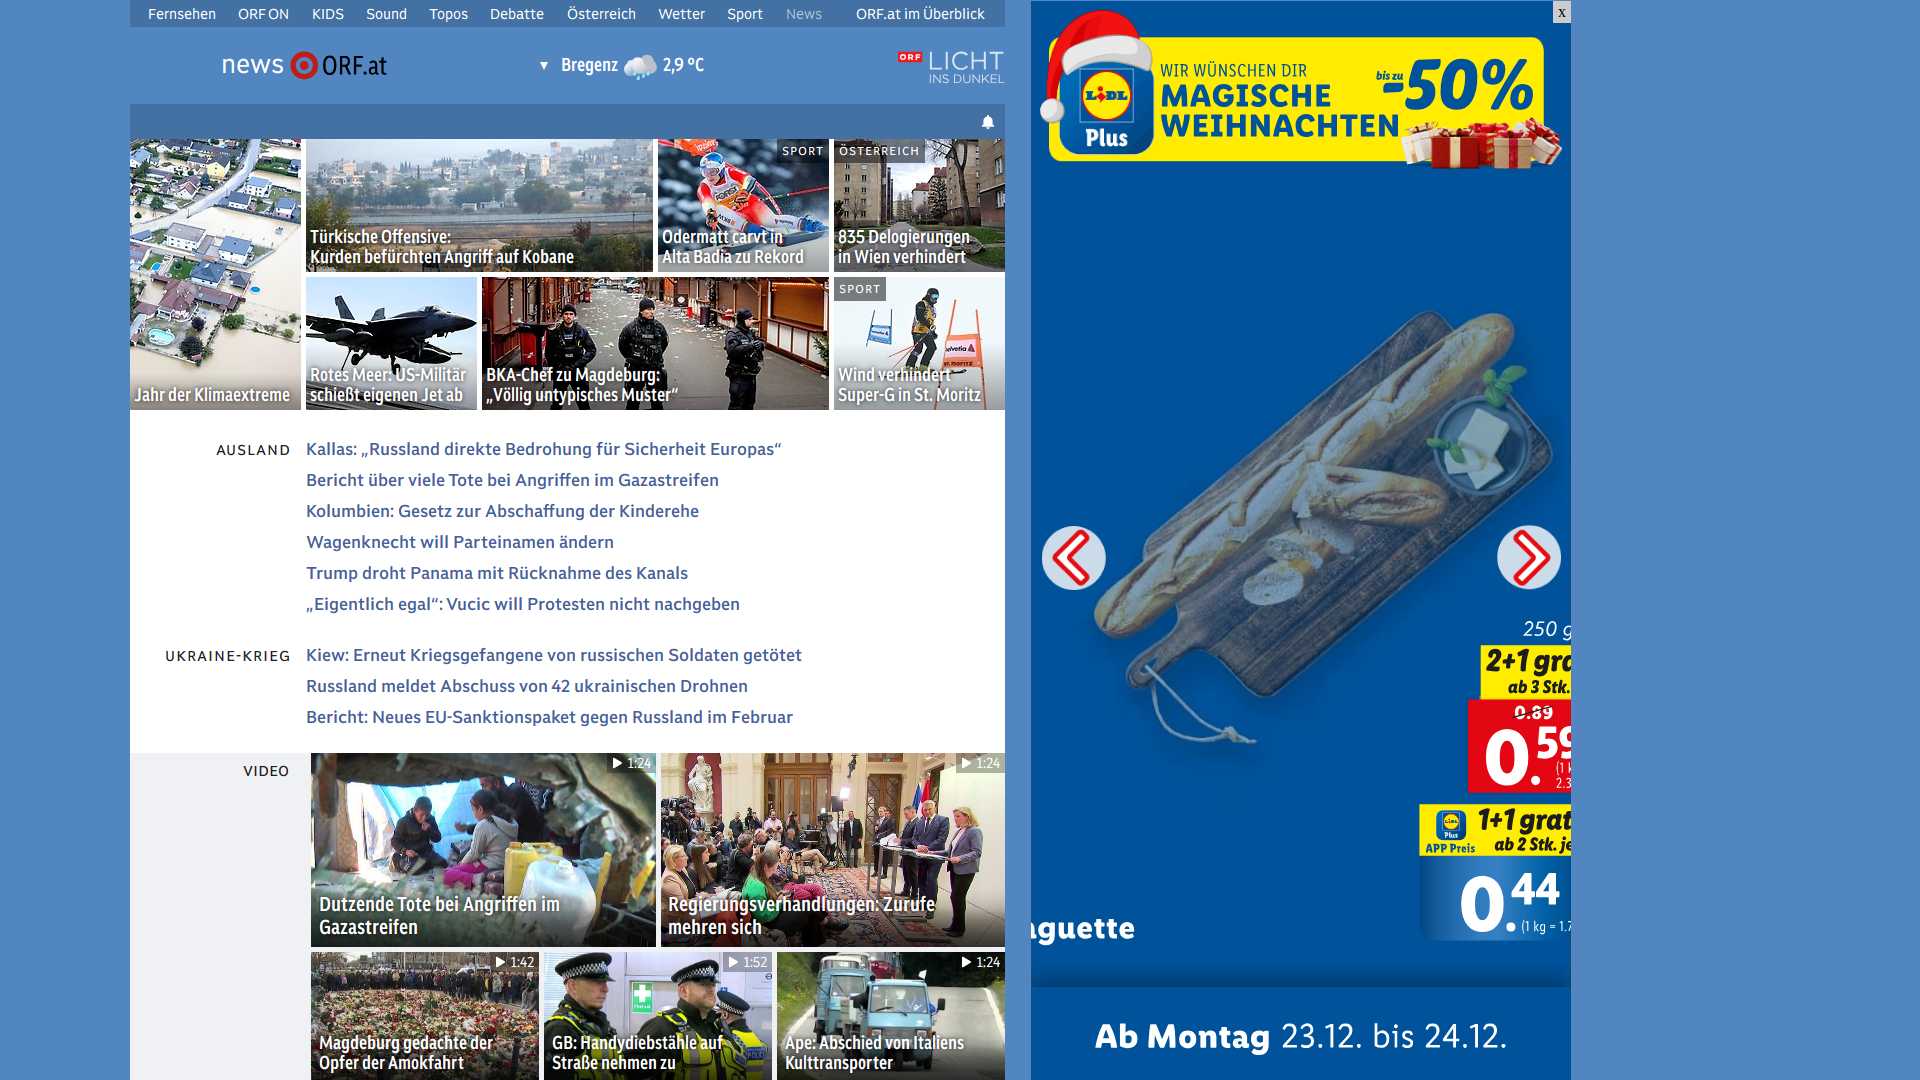 Fernsehen ORF ON KIDS Sound Topos Debatte Österreich Wetter Sport News ORF.at im Überblick
news ORF.at
▼ Bregenz 2,9 °C
ORF LICHT
INS DUNKEL
Jahr der Klimaextreme
Türkische Offensive:
Kurden befürchten Angriff auf Kobane
SPORT
Odermatt carvt in
Alta Badia zu Rekord
ÖSTERREICH
835 Delogierungen
in Wien verhindert
Rotes Meer: US-Militär
schießt eigenen Jet ab
BKA-Chef zu Magdeburg:
„Völlig untypisches Muster“
SPORT
Wind verhindert
Super-G in St. Moritz
AUSLAND
Kallas: „Russland direkte Bedrohung für Sicherheit Europas“
Bericht über viele Tote bei Angriffen im Gazastreifen
Kolumbien: Gesetz zur Abschaffung der Kinderehe
Wagenknecht will Parteinamen ändern
Trump droht Panama mit Rücknahme des Kanals
„Eigentlich egal“: Vucic will Protesten nicht nachgeben
UKRAINE-KRIEG
Kiew: Erneut Kriegsgefangene von russischen Soldaten getötet
Russland meldet Abschuss von 42 ukrainischen Drohnen
Bericht: Neues EU-Sanktionspaket gegen Russland im Februar
VIDEO
1:24
Dutzende Tote bei Angriffen im
Gazastreifen
1:24
Regierungsverhandlungen: Zurufe
mehren sich
1:42
Magdeburg gedachte der
Opfer der Amokfahrt
1:52
GB: Handydiebstähle auf
Straße nehmen zu
1:24
Ape: Abschied von Italiens
Kulttransporter
x
LIDL
Plus
WIR WÜNSCHEN DIR
MAGISCHE
WEIHNACHTEN
bis zu
-50%
250 g
2+1 gra
ab 3 Stk.
0.89
0.59
(1 k
2.3
LIDL
Plus
APP Preis
1+1 grat
ab 2 Stk. je
0.44
(1 kg = 1.7
aguette
Ab Montag 23.12. bis 24.12.